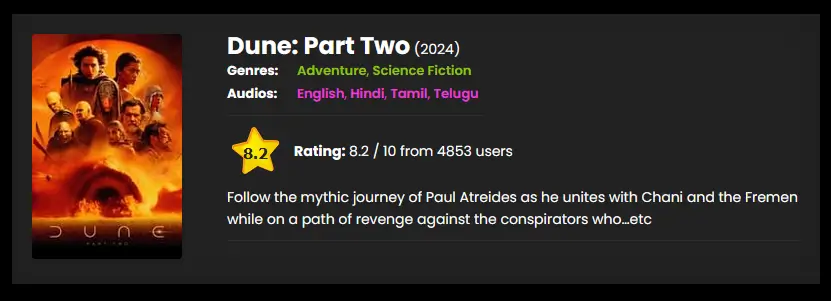 Dune: Part Two (2024)
Genres: Adventure, Science Fiction
Audios: English, Hindi, Tamil, Telugu
8.2 Rating: 8.2 / 10 from 4853 users
Follow the mythic journey of Paul Atreides as he unites with Chani and the Fremen
while on a path of revenge against the conspirators who...etc
DUNE
PART TWO